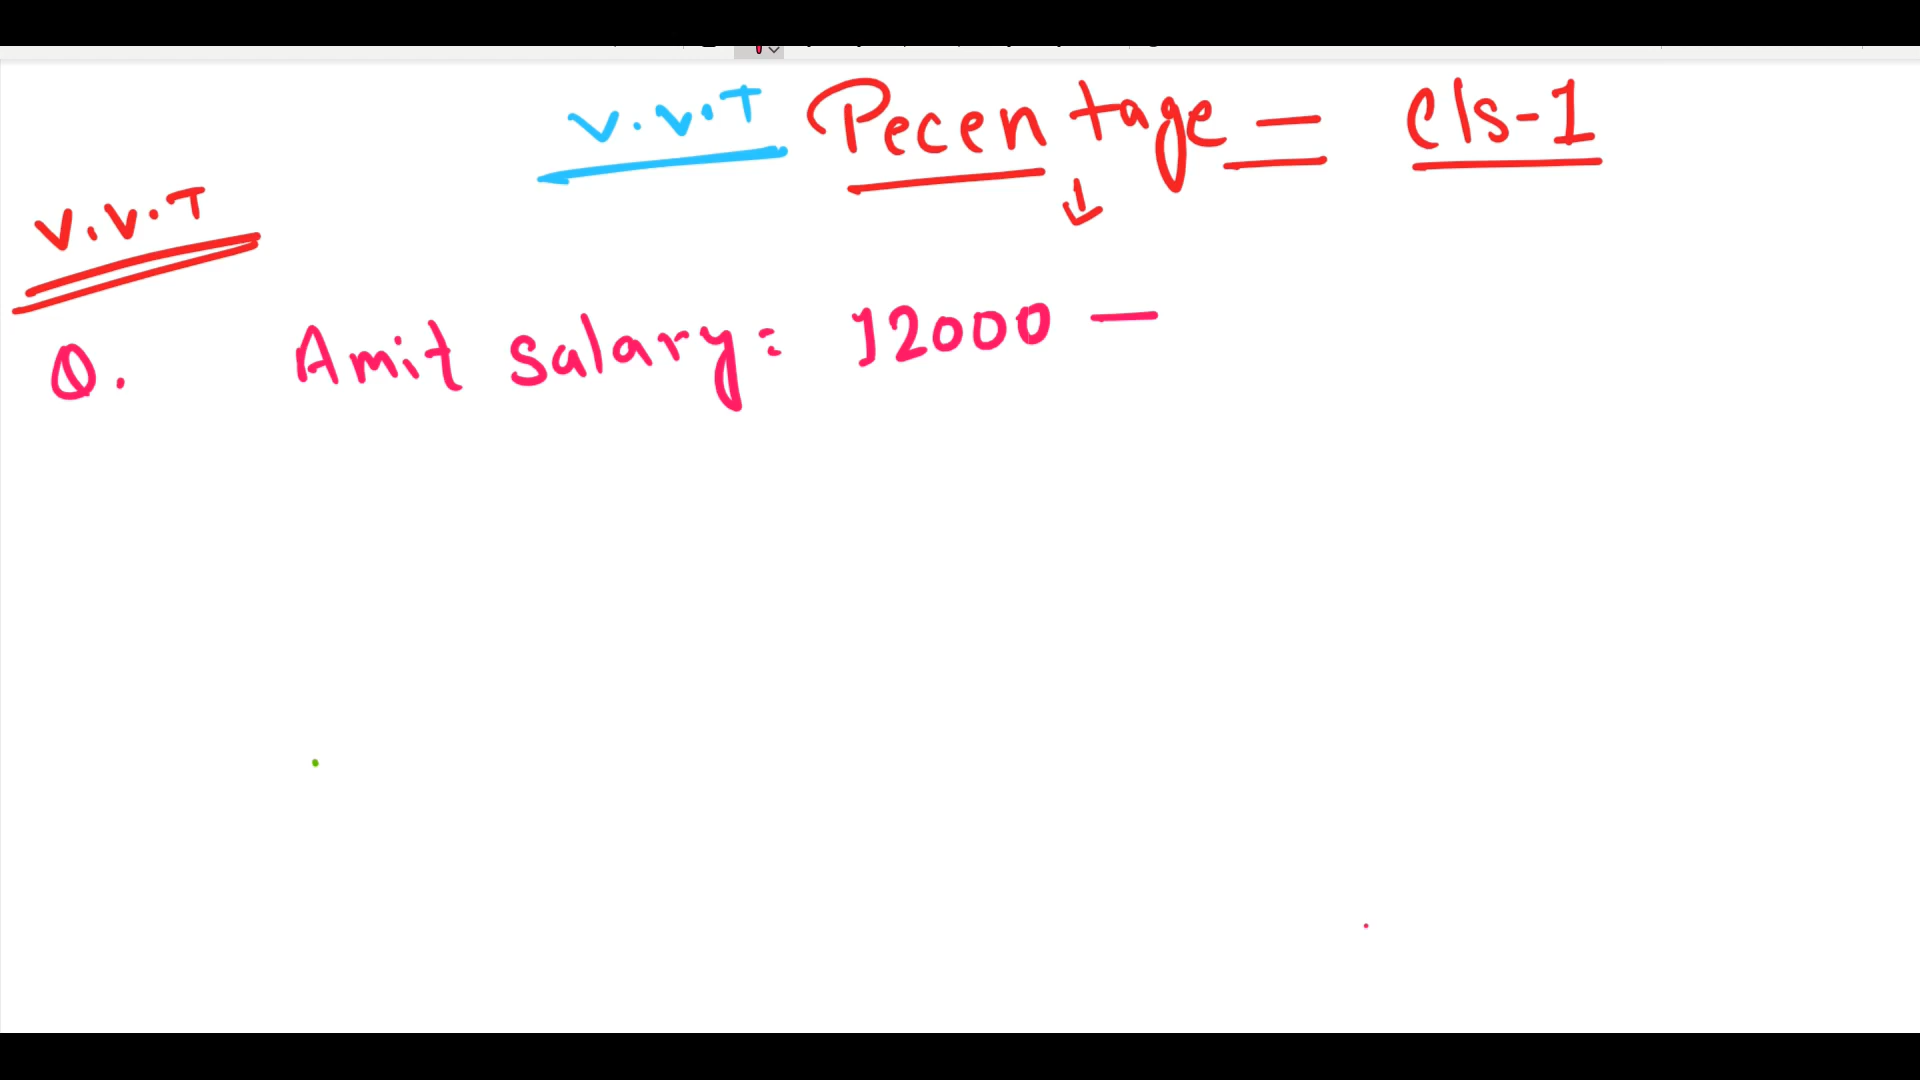 V.V.T Pecentage = Cls-1
V.V.T
Q. Amit Salary = 12000 —